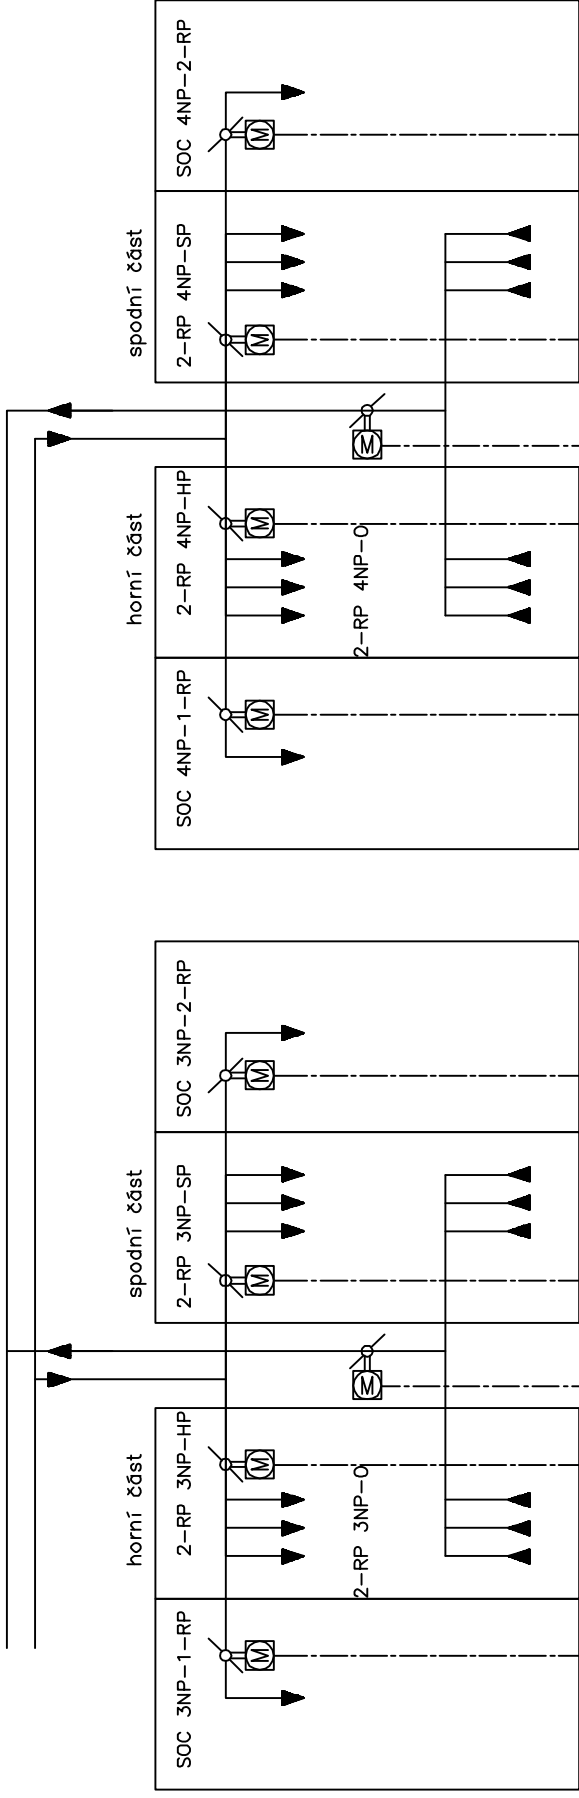 SOC 4NP-2-RP
M
spodní část
2-RP 4NP-SP
M
M
horní část
2-RP 4NP-HP
M
2-RP 4NP-O
SOC 4NP-1-RP
M
SOC 3NP-2-RP
M
spodní část
2-RP 3NP-SP
M
M
horní část
2-RP 3NP-HP
M
2-RP 3NP-O
SOC 3NP-1-RP
M